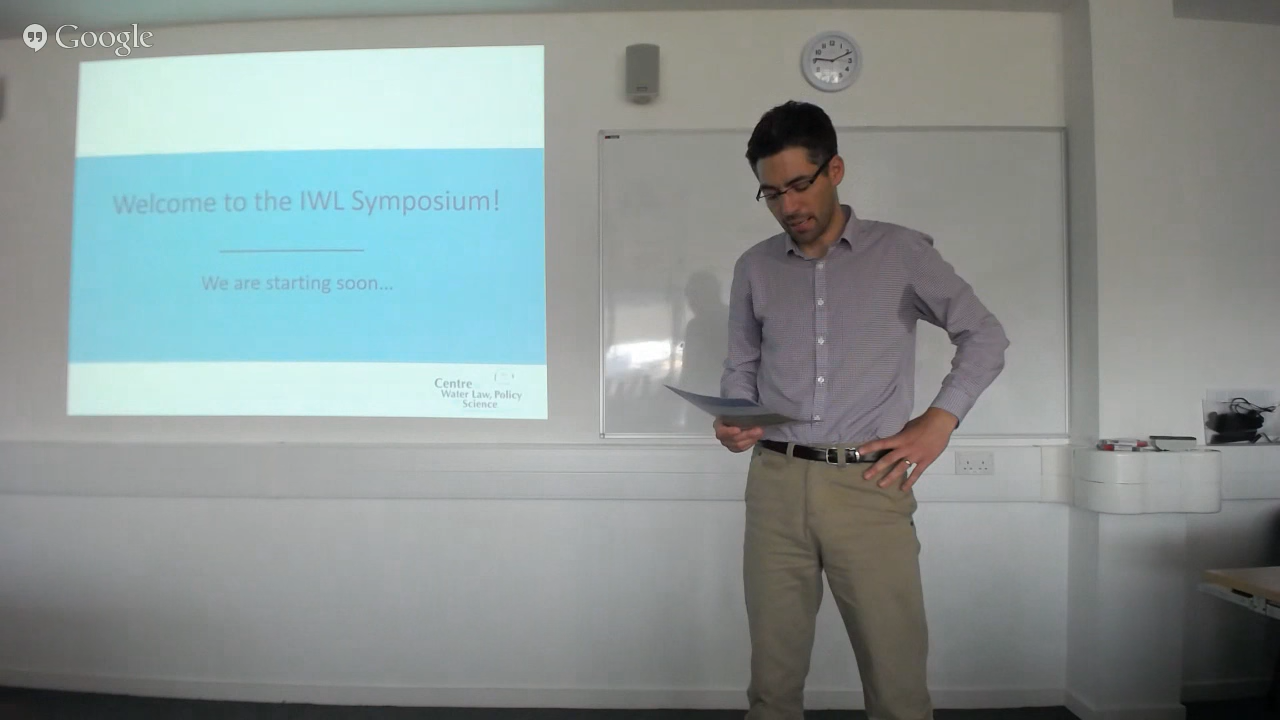 Google
Welcome to the IWL Symposium!
We are starting soon...
Centre
Water Law, Policy
Science